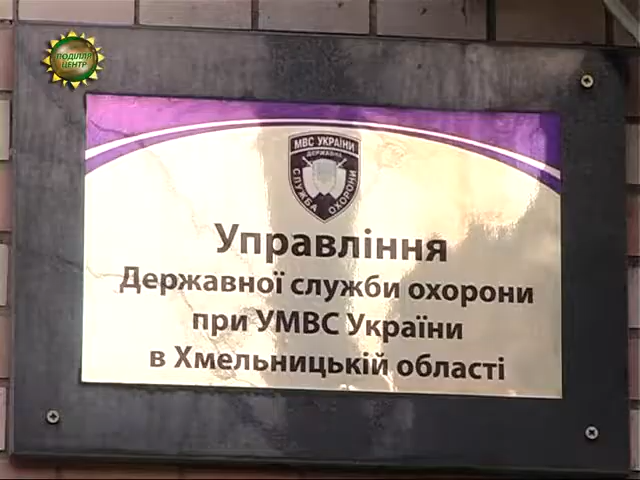 ПОДІЛЛЯ
ЦЕНТР
МВС УКРАЇНИ
ДЕРЖАВНА
СЛУЖБА ОХОРОНИ
Управління
Державної служби охорони
при УМВС України
в Хмельницькій області